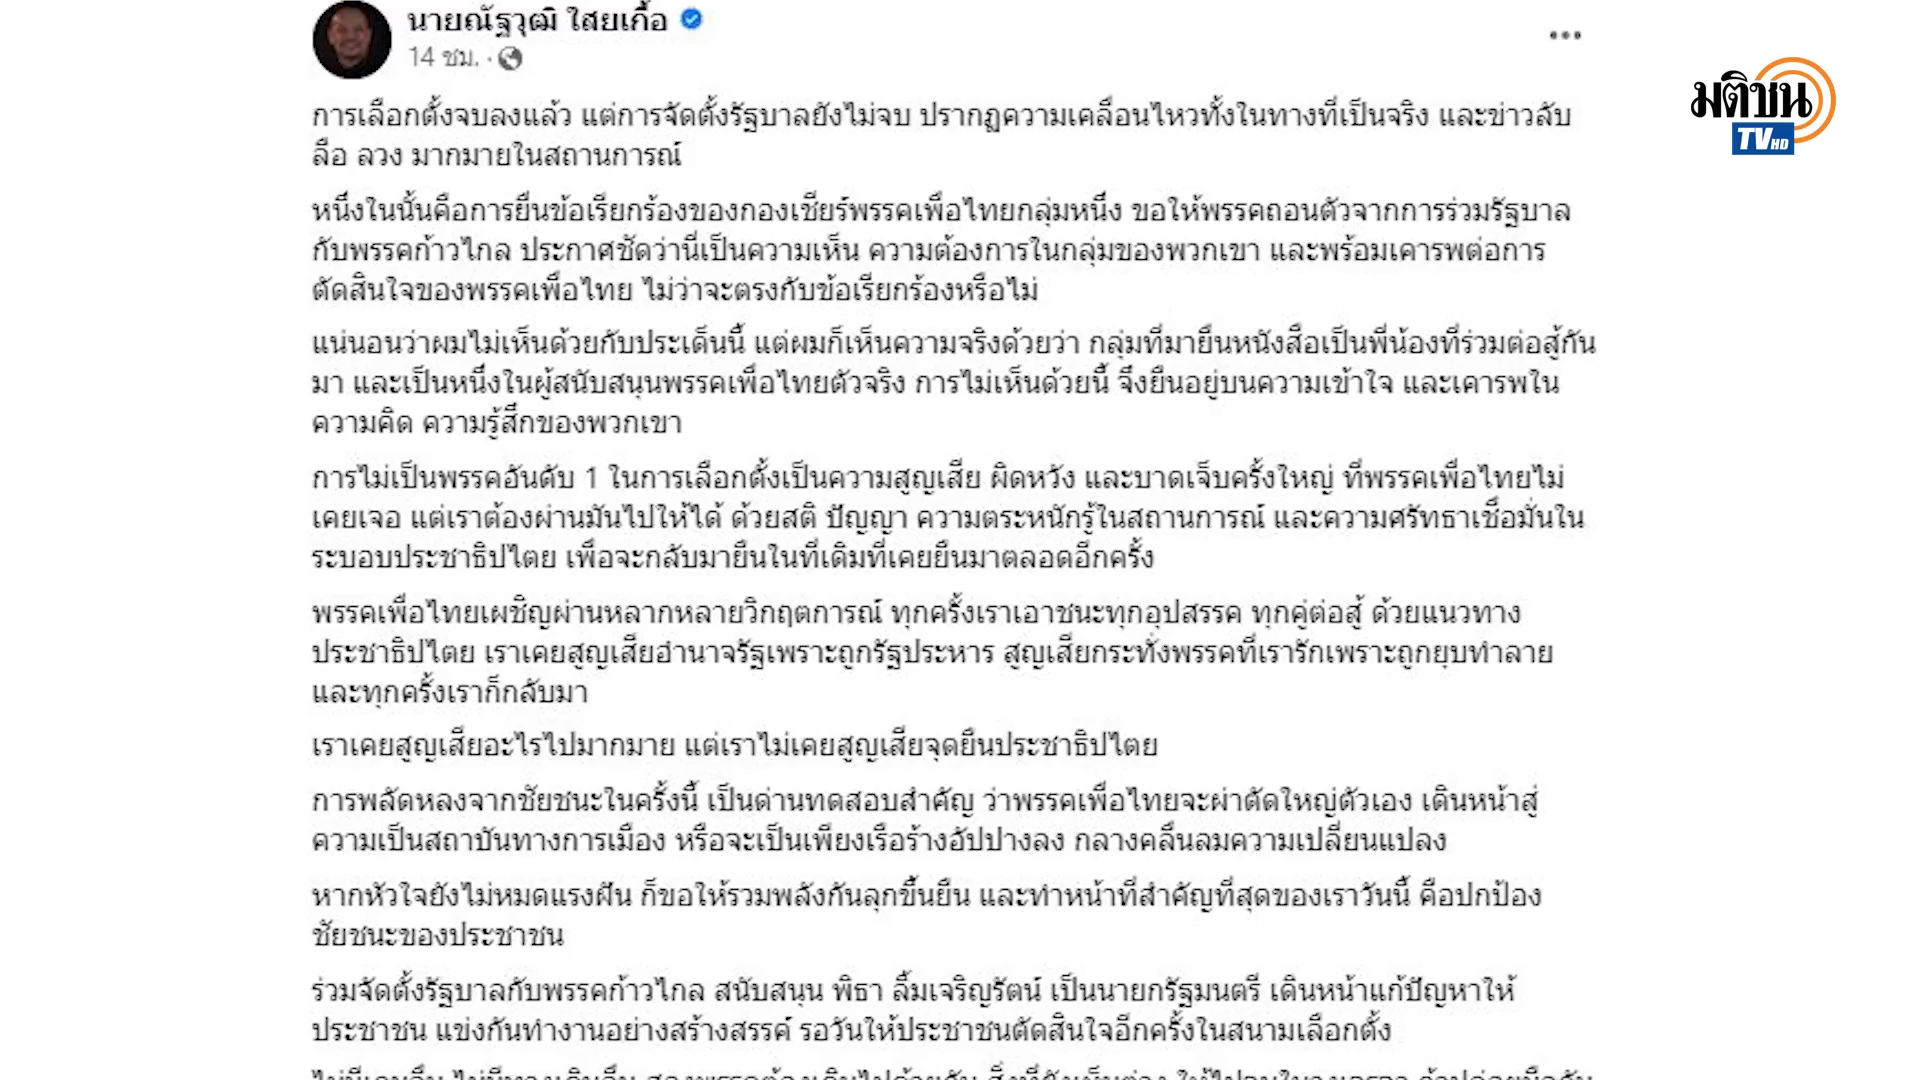 นายณัฐวุฒิ ใสยเกื้อ
14 ชม. ·
มติชน
TV HD
การเลือกตั้งจบลงแล้ว แต่การจัดตั้งรัฐบาลยังไม่จบ ปรากฏความเคลื่อนไหวทั้งในทางที่เป็นจริง และข่าวลับ
ลือ ลวง มากมายในสถานการณ์
หนึ่งในนั้นคือการยื่นข้อเรียกร้องของกองเชียร์พรรคเพื่อไทยกลุ่มหนึ่ง ขอให้พรรคถอนตัวจากการร่วมรัฐบาล
กับพรรคก้าวไกล ประกาศชัดว่านี่เป็นความเห็น ความต้องการในกลุ่มของพวกเขา และพร้อมเคารพต่อการ
ตัดสินใจของพรรคเพื่อไทย ไม่ว่าจะตรงกับข้อเรียกร้องหรือไม่
แน่นอนว่าผมไม่เห็นด้วยกับประเด็นนี้ แต่ผมก็เห็นความจริงด้วยว่า กลุ่มที่มายื่นหนังสือเป็นพี่น้องที่ร่วมต่อสู้กัน
มา และเป็นหนึ่งในผู้สนับสนุนพรรคเพื่อไทยตัวจริง การไม่เห็นด้วยนี้ จึงยืนอยู่บนความเข้าใจ และเคารพใน
ความคิด ความรู้สึกของพวกเขา
การไม่เป็นพรรคอันดับ 1 ในการเลือกตั้งเป็นความสูญเสีย ผิดหวัง และบาดเจ็บครั้งใหญ่ ที่พรรคเพื่อไทยไม่
เคยเจอ แต่เราต้องผ่านมันไปให้ได้ ด้วยสติ ปัญญา ความตระหนักรู้ในสถานการณ์ และความศรัทธาเชื่อมั่นใน
ระบอบประชาธิปไตย เพื่อจะกลับมายืนในที่เดิมที่เคยยืนมาตลอดอีกครั้ง
พรรคเพื่อไทยเผชิญผ่านหลากหลายวิกฤตการณ์ ทุกครั้งเราเอาชนะทุกอุปสรรค ทุกคู่ต่อสู้ ด้วยแนวทาง
ประชาธิปไตย เราเคยสูญเสียอำนาจรัฐเพราะถูกรัฐประหาร สูญเสียกระทั่งพรรคที่เรารักเพราะถูกยุบทำลาย
และทุกครั้งเราก็กลับมา
เราเคยสูญเสียอะไรไปมากมาย แต่เราไม่เคยสูญเสียจุดยืนประชาธิปไตย
การพลัดหลงจากชัยชนะในครั้งนี้ เป็นด่านทดสอบสำคัญ ว่าพรรคเพื่อไทยจะผ่าตัดใหญ่ตัวเอง เดินหน้าสู่
ความเป็นสถาบันทางการเมือง หรือจะเป็นเพียงเรือร้างอัปปางลง กลางคลื่นลมความเปลี่ยนแปลง
หากหัวใจยังไม่หมดแรงฝัน ก็ขอให้รวมพลังกันลุกขึ้นยืน และทำหน้าที่สำคัญที่สุดของเราวันนี้ คือปกป้อง
ชัยชนะของประชาชน
ร่วมจัดตั้งรัฐบาลกับพรรคก้าวไกล สนับสนุน พิธา ลิ้มเจริญรัตน์ เป็นนายกรัฐมนตรี เดินหน้าแก้ปัญหาให้
ประชาชน แข่งกันทำงานอย่างสร้างสรรค์ รอวันให้ประชาชนตัดสินใจอีกครั้งในสนามเลือกตั้ง